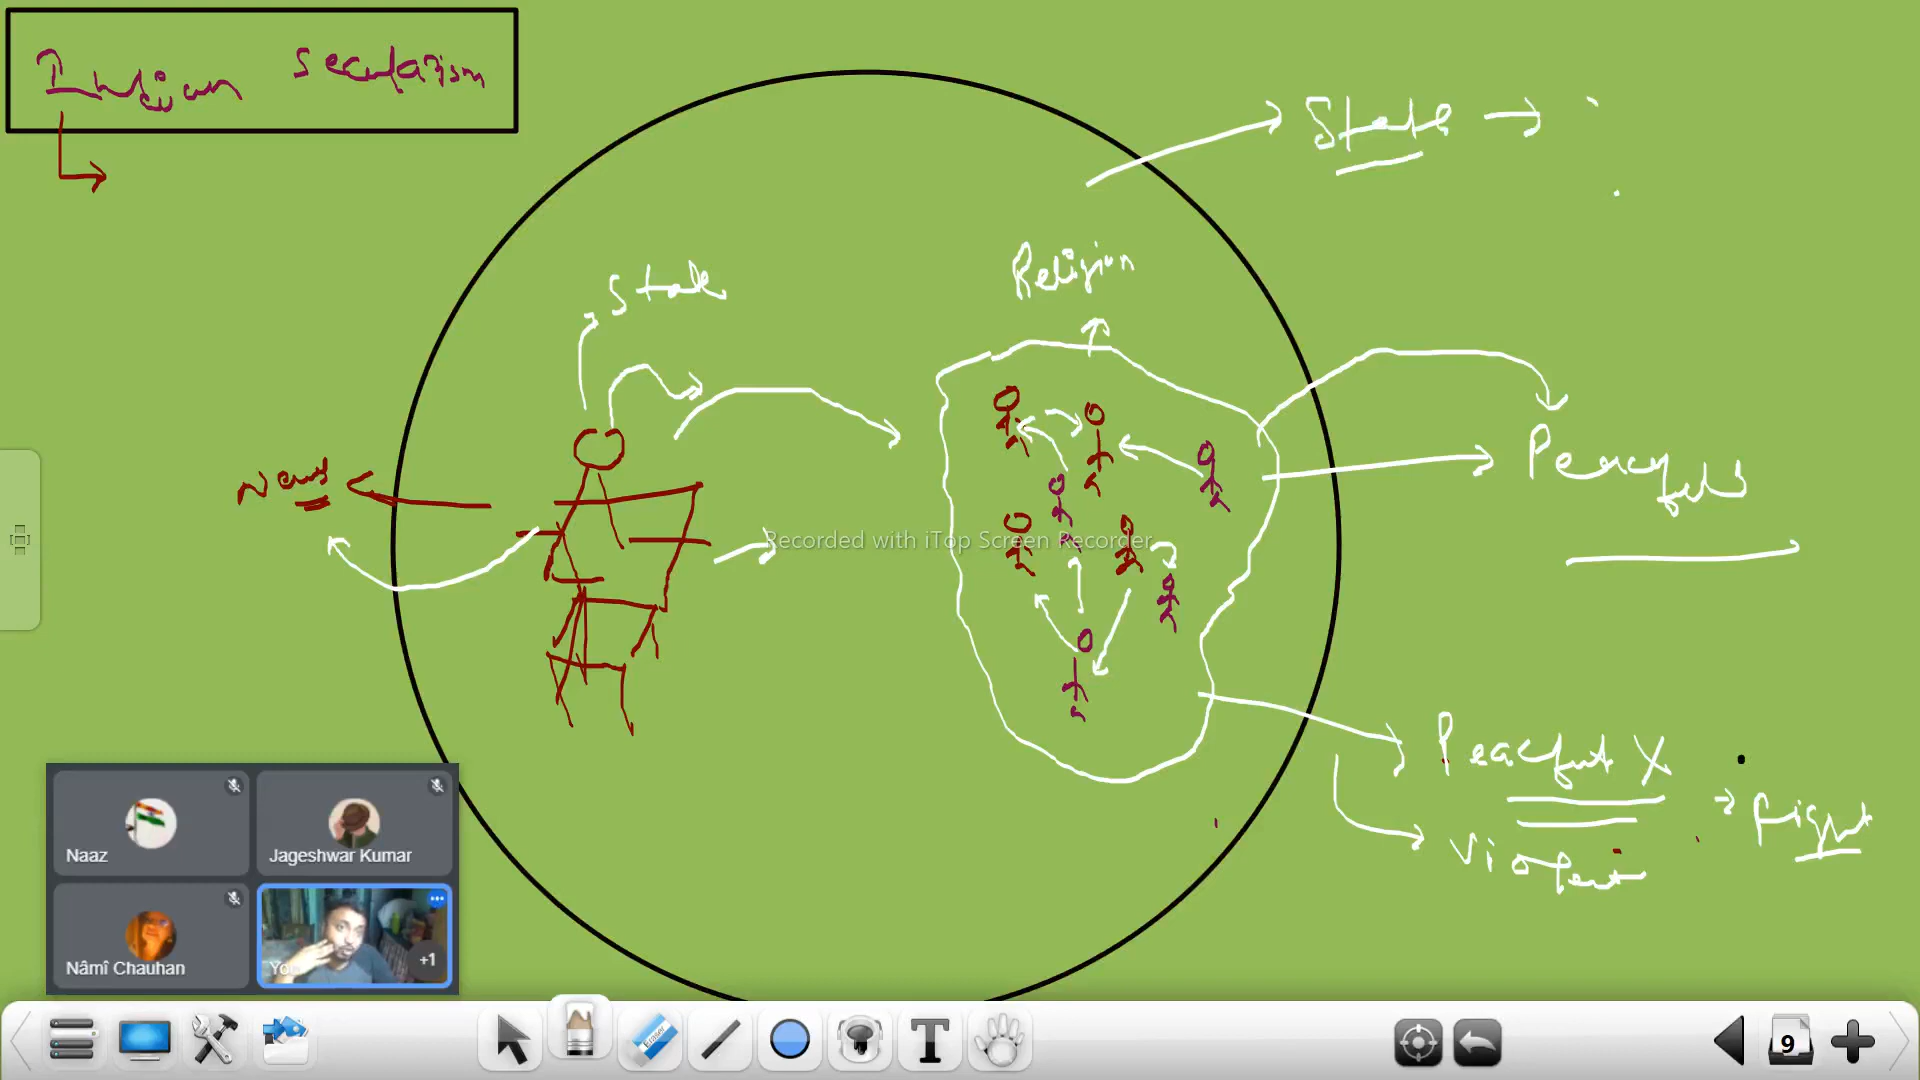 Indian Secularism
State →
Religion
State
News
Peaceful
Recorded with iTop Screen Recorder
Peaceful X
→ Fight
Violent
Naaz
Jageshwar Kumar
Nâmî Chauhan
You
+1
T
9